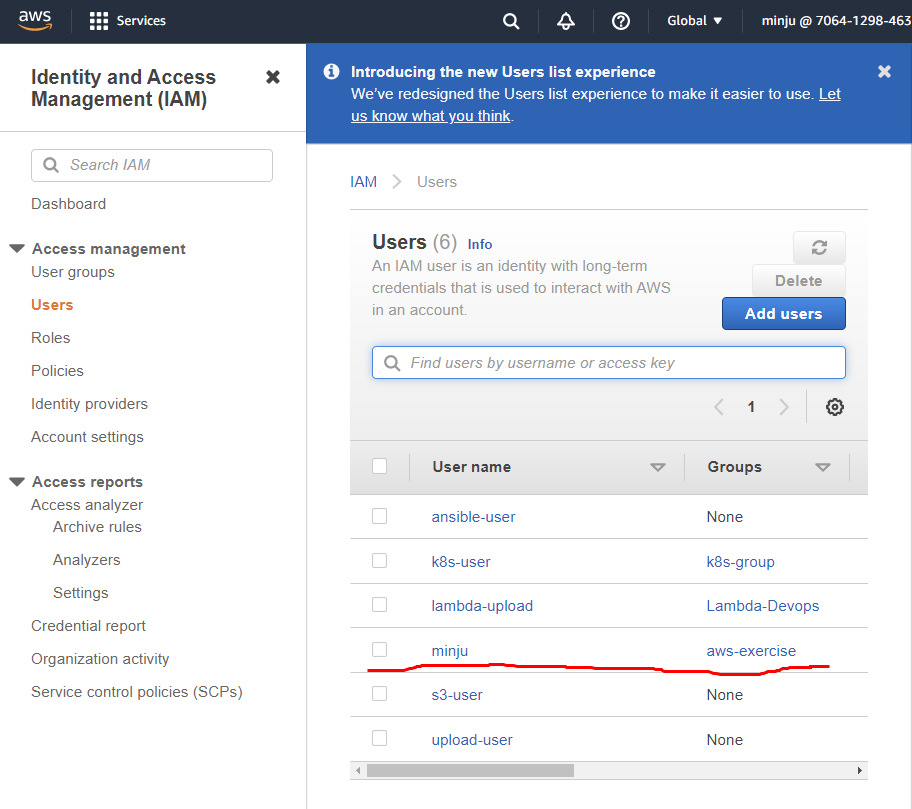 aws
Services
Global
minju @ 7064-1298-463
Identity and Access
Management (IAM)
Search IAM
Dashboard
Access management
User groups
Users
Roles
Policies
Identity providers
Account settings
Access reports
Access analyzer
Archive rules
Analyzers
Settings
Credential report
Organization activity
Service control policies (SCPs)
Introducing the new Users list experience
We've redesigned the Users list experience to make it easier to use. Let
us know what you think.
IAM > Users
Users (6) Info
An IAM user is an identity with long-term
credentials that is used to interact with AWS
in an account.
Delete
Add users
Find users by username or access key
1
User name Groups
ansible-user None
k8s-user k8s-group
lambda-upload Lambda-Devops
minju aws-exercise
s3-user None
upload-user None